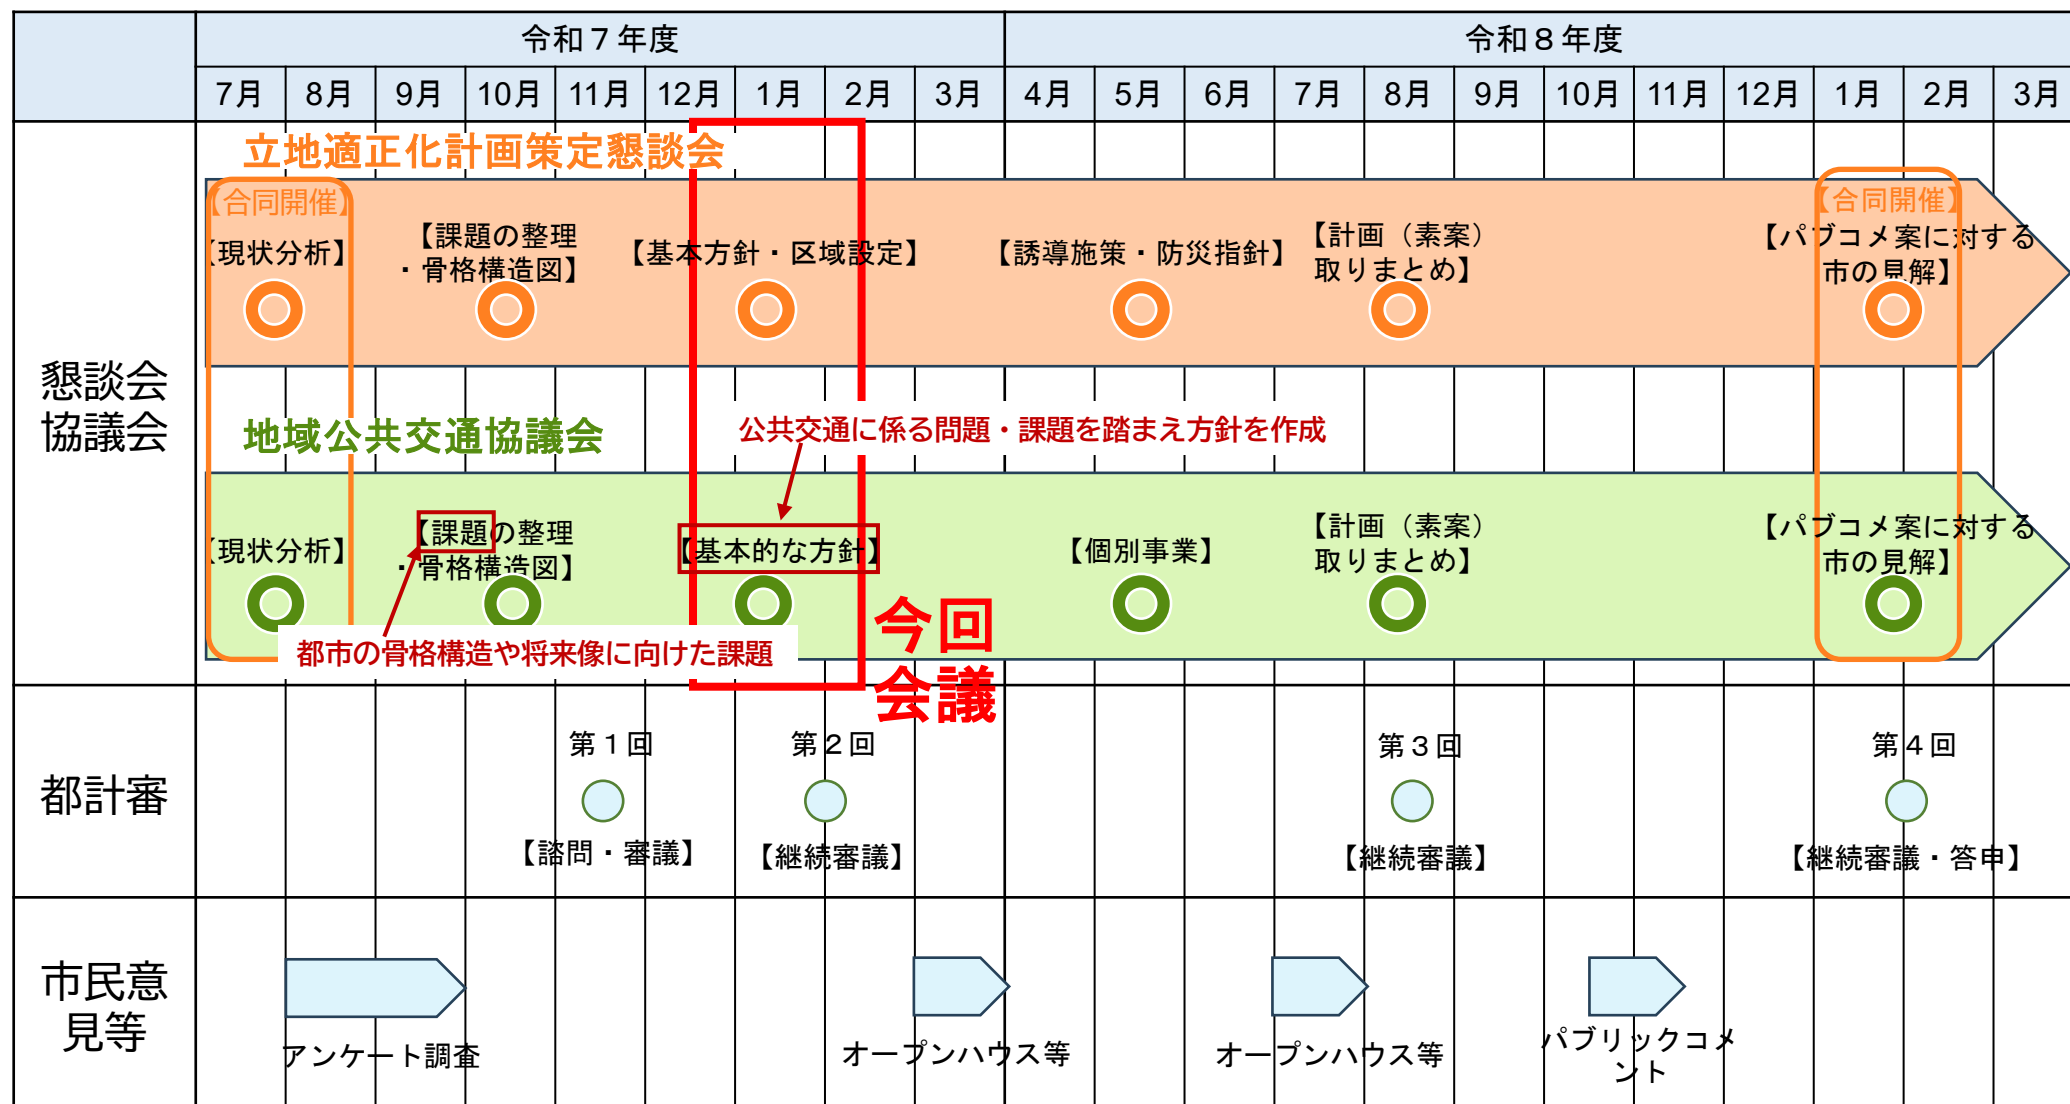 令和７年度
令和８年度
7月 8月 9月 10月 11月 12月 1月 2月 3月 4月 5月 6月 7月 8月 9月 10月 11月 12月 1月 2月 3月
懇談会
協議会
立地適正化計画策定懇談会
【合同開催】
【現状分析】
【課題の整理
・骨格構造図】
【基本方針・区域設定】
【誘導施策・防災指針】
【計画（素案）
取りまとめ】
【合同開催】
【パブコメ案に対する
市の見解】
地域公共交通協議会
公共交通に係る問題・課題を踏まえ方針を作成
【現状分析】
【課題の整理
・骨格構造図】
【基本的な方針】
【個別事業】
【計画（素案）
取りまとめ】
【パブコメ案に対する
市の見解】
都市の骨格構造や将来像に向けた課題
今回
会議
都計審
第１回
【諮問・審議】
第２回
【継続審議】
第３回
【継続審議】
第４回
【継続審議・答申】
市民意
見等
アンケート調査
オープンハウス等
オープンハウス等
パブリックコメ
ント